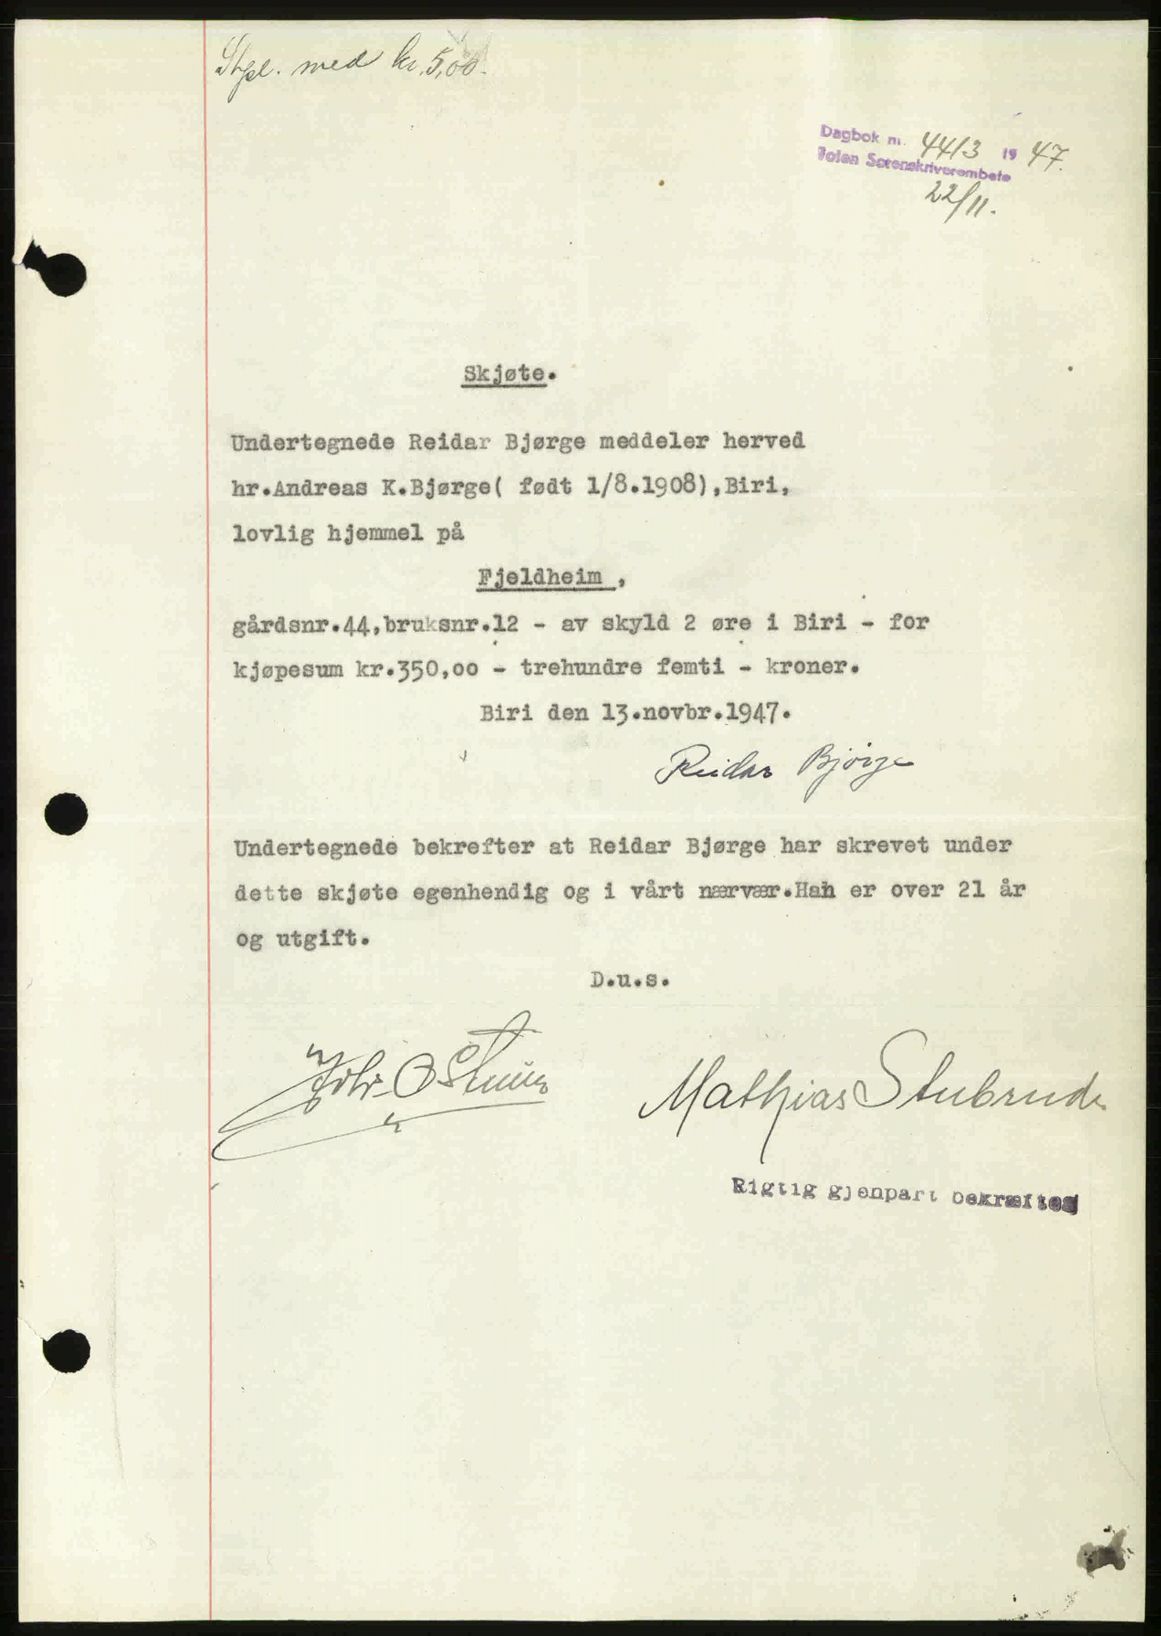 Stpl. med kr. 5,00.
Dagbok nr. 4413 1947.
Toten Sorenskriverembete
22/11.
Skjøte.
Undertegnede Reidar Bjørge meddeler herved
hr.Andreas K.Bjørge( født 1/8.1908),Biri,
lovlig hjemmel på
Fjeldheim ,
gårdsnr.44,bruksnr.12 - av skyld 2 øre i Biri - for
kjøpesum kr.350,oo - trehundre femti - kroner.
Biri den 13.novbr.1947.
Reidar Bjørge
Undertegnede bekrefter at Reidar Bjørge har skrevet under
dette skjøte egenhendig og i vårt nærvær.Han er over 21 år
og utgift.
D.u.s.
Mathias Stubrud
Rigtig gjenpart bekræftes